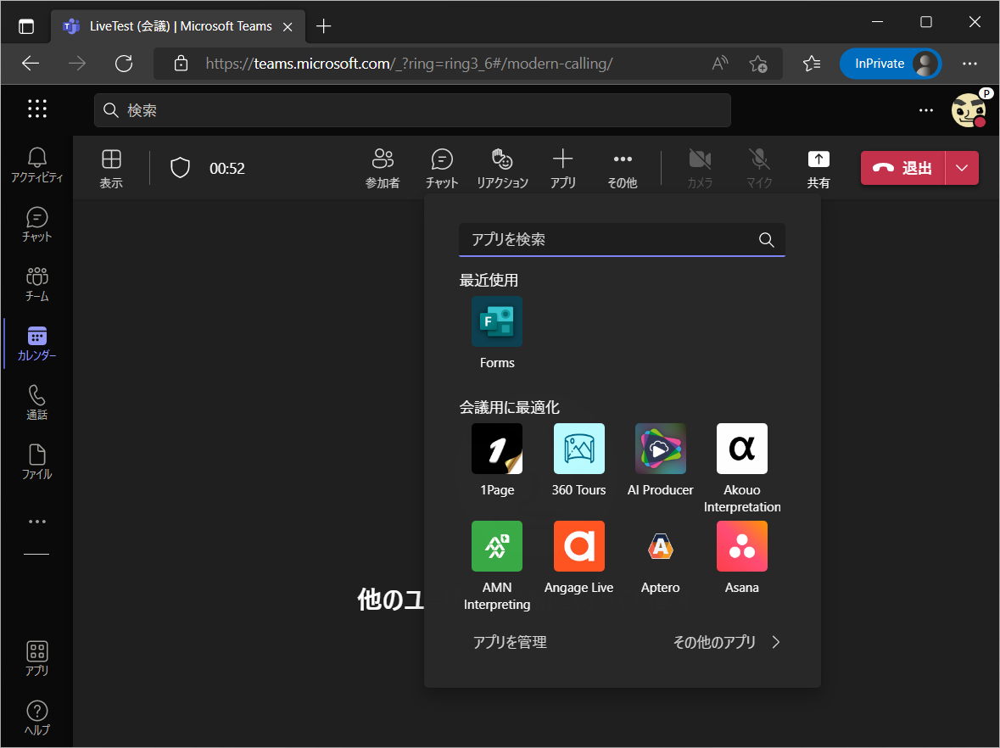 LiveTest (会議) | Microsoft Teams
https://teams.microsoft.com/_?ring=ring3_6#/modern-calling/
InPrivate
検索
P
アクティビティ
チャット
チーム
カレンダー
通話
ファイル
アプリ
ヘルプ
表示
00:52
参加者
チャット
リアクション
アプリ
その他
カメラ
マイク
共有
退出
アプリを検索
最近使用
F
Forms
会議用に最適化
1Page
360 Tours
AI Producer
Akouo
Interpretation
AMN
Interpreting
Angage Live
Aptero
Asana
他のユ
アプリを管理
その他のアプリ